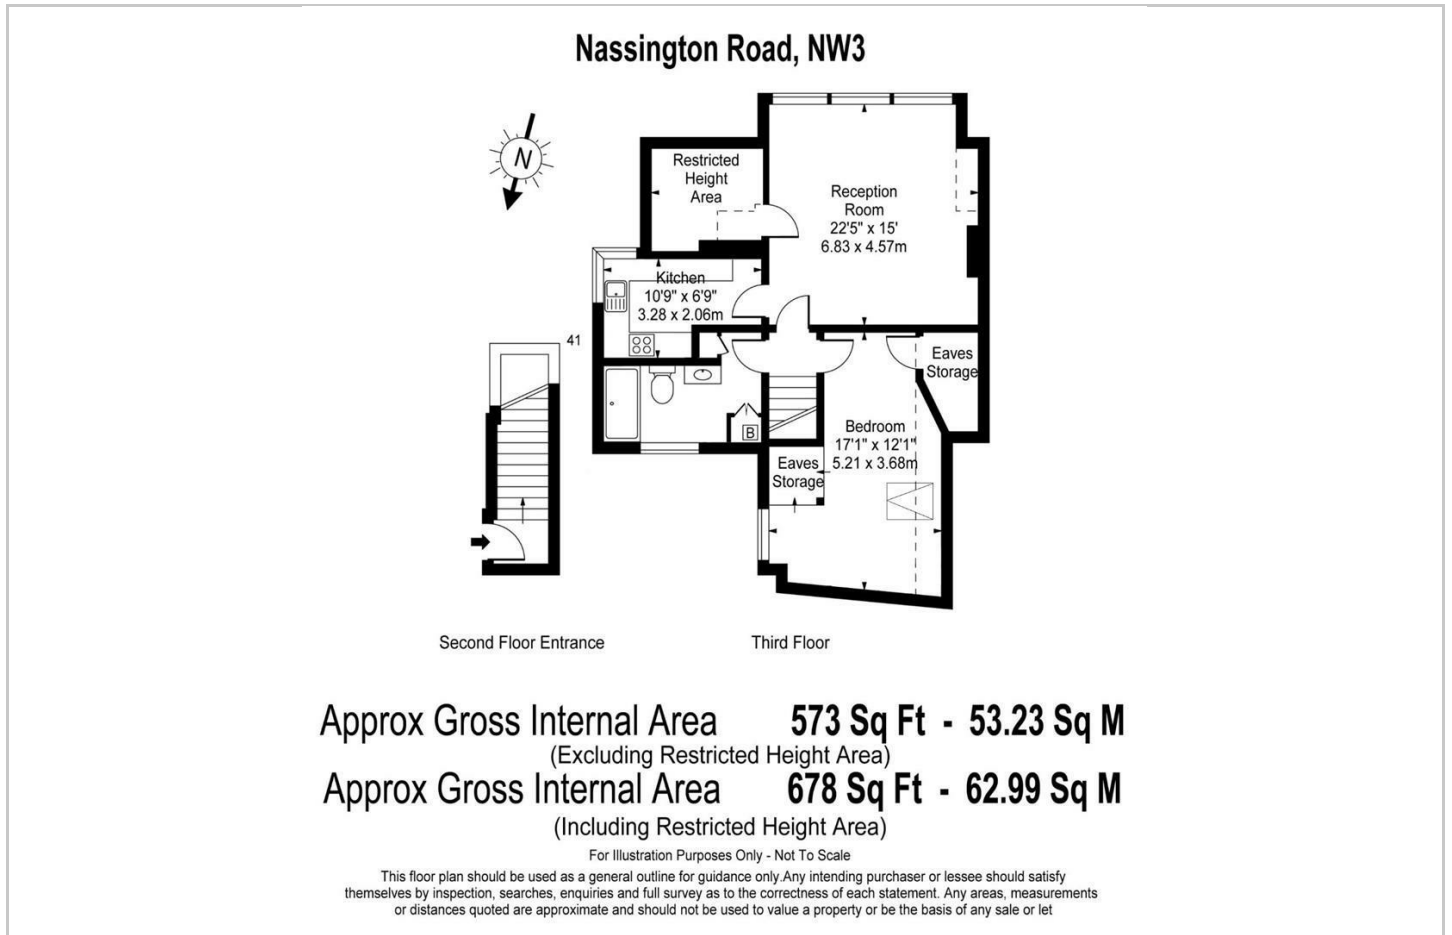 Nassington Road, NW3
N
Restricted
Height
Area
Reception
Room
22'5" x 15'
6.83 x 4.57m
Kitchen
10'9" x 6'9"
3.28 x 2.06m
41
Eaves
Storage
B
Bedroom
17'1" x 12'1"
5.21 x 3.68m
Eaves
Storage
Second Floor Entrance
Third Floor
Approx Gross Internal Area 573 Sq Ft - 53.23 Sq M
(Excluding Restricted Height Area)
Approx Gross Internal Area 678 Sq Ft - 62.99 Sq M
(Including Restricted Height Area)
For Illustration Purposes Only - Not To Scale
This floor plan should be used as a general outline for guidance only.Any intending purchaser or lessee should satisfy
themselves by inspection, searches, enquiries and full survey as to the correctness of each statement. Any areas, measurements
or distances quoted are approximate and should not be used to value a property or be the basis of any sale or let